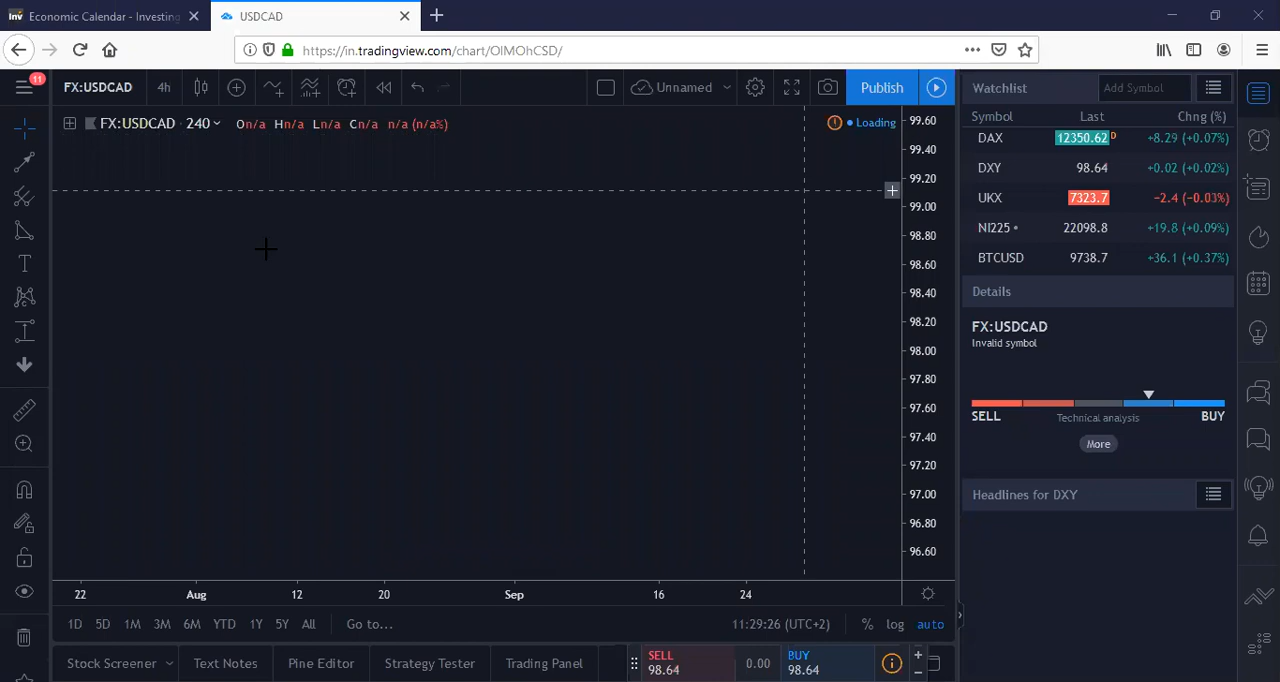 Inv Economic Calendar - Investing
USDCAD
https://in.tradingview.com/chart/OIMOhCSD/
11
FX:USDCAD
4h
Unnamed
Publish
FX:USDCAD · 240
On/a Hn/a Ln/a Cn/a n/a (n/a%)
Loading
99.60
99.40
99.20
99.00
98.80
98.60
98.40
98.20
98.00
97.80
97.60
97.40
97.20
97.00
96.80
96.60
22
Aug
12
20
Sep
16
24
1D 5D 1M 3M 6M YTD 1Y 5Y All Go to...
11:29:26 (UTC+2)
% log auto
Stock Screener
Text Notes
Pine Editor
Strategy Tester
Trading Panel
SELL
98.64
0.00
BUY
98.64
Watchlist
Add Symbol
Symbol Last Chng (%)
DAX 12350.62 D +8.29 (+0.07%)
DXY 98.64 +0.02 (+0.02%)
UKX 7323.7 −2.4 (−0.03%)
NI225 22098.8 +19.8 (+0.09%)
BTCUSD 9738.7 +36.1 (+0.37%)
Details
FX:USDCAD
Invalid symbol
SELL
Technical analysis
BUY
More
Headlines for DXY